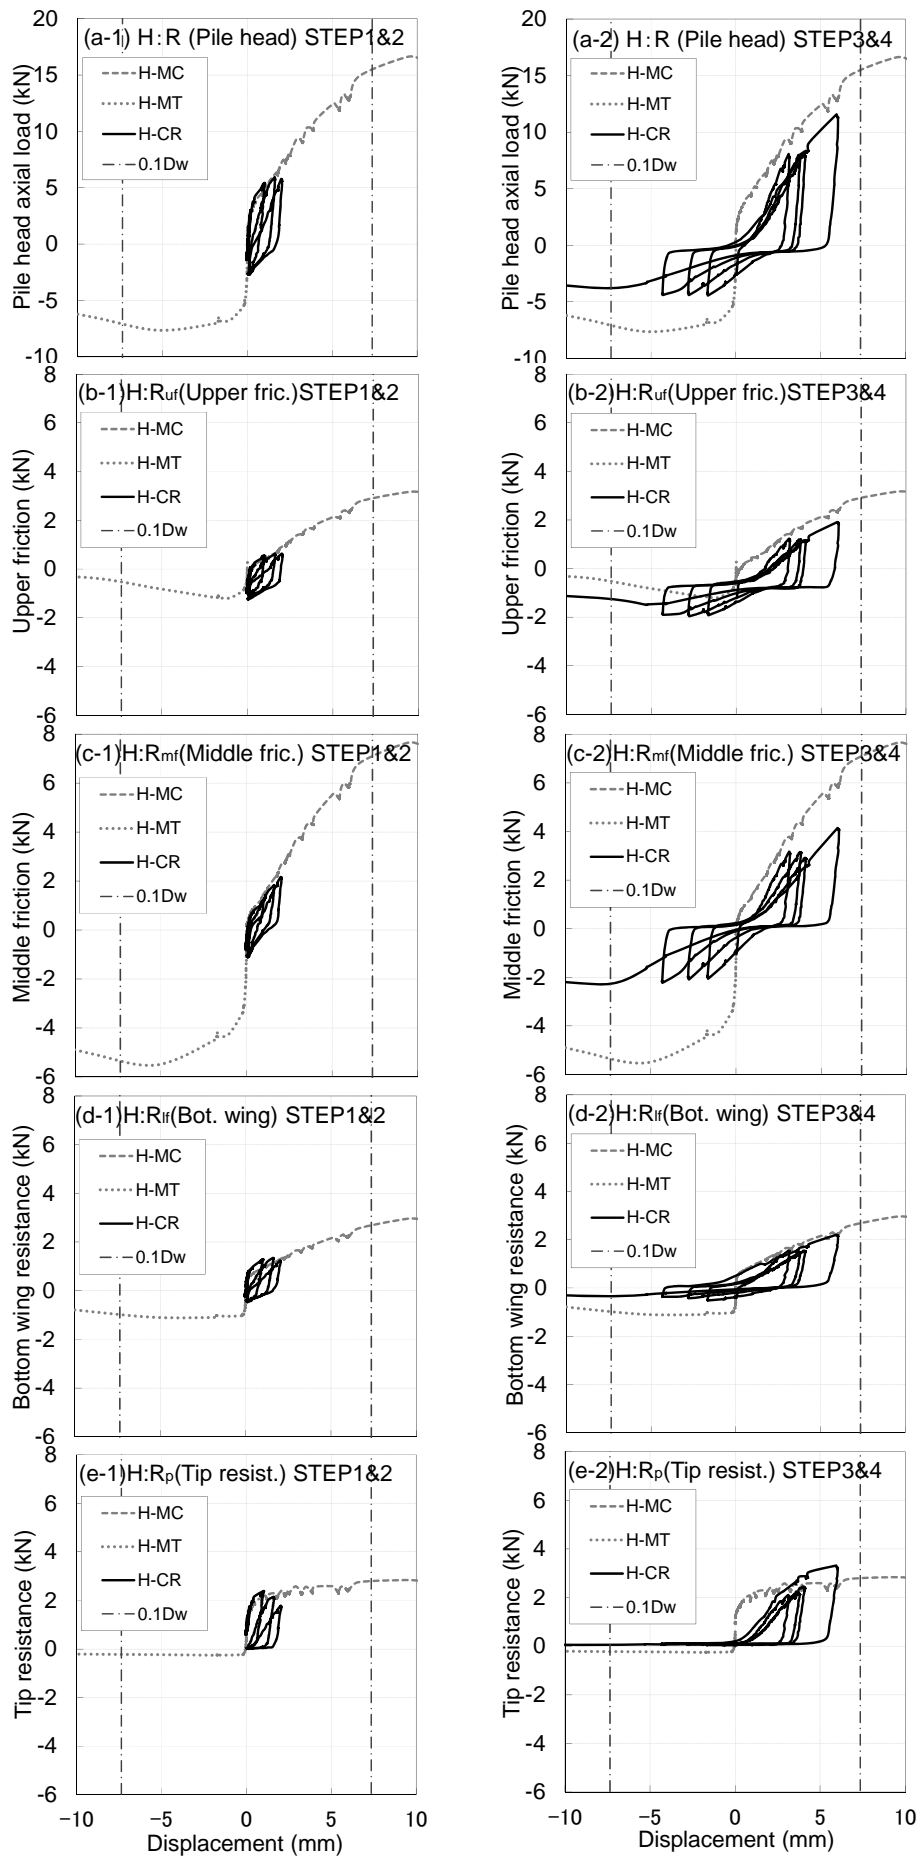 (a-1) H:R (Pile head) STEP1&2
Pile head axial load (kN)
20
15
10
5
0
-5
-10
H-MC
H-MT
H-CR
0.1Dw
(a-2) H:R (Pile head) STEP3&4
Pile head axial load (kN)
20
15
10
5
0
-5
-10
H-MC
H-MT
H-CR
0.1Dw
(b-1)H:Ruf(Upper fric.)STEP1&2
Upper friction (kN)
8
6
4
2
0
-2
-4
-6
H-MC
H-MT
H-CR
0.1Dw
(b-2)H:Ruf(Upper fric.)STEP3&4
Upper friction (kN)
8
6
4
2
0
-2
-4
-6
H-MC
H-MT
H-CR
0.1Dw
(c-1)H:Rmf(Middle fric.) STEP1&2
Middle friction (kN)
8
6
4
2
0
-2
-4
-6
H-MC
H-MT
H-CR
0.1Dw
(c-2)H:Rmf(Middle fric.) STEP3&4
Middle friction (kN)
8
6
4
2
0
-2
-4
-6
H-MC
H-MT
H-CR
0.1Dw
(d-1)H:Rlf(Bot. wing) STEP1&2
Bottom wing resistance (kN)
8
6
4
2
0
-2
-4
-6
H-MC
H-MT
H-CR
0.1Dw
(d-2)H:Rlf(Bot. wing) STEP3&4
Bottom wing resistance (kN)
8
6
4
2
0
-2
-4
-6
H-MC
H-MT
H-CR
0.1Dw
(e-1)H:Rp(Tip resist.) STEP1&2
Tip resistance (kN)
8
6
4
2
0
-2
-4
-6
H-MC
H-MT
H-CR
0.1Dw
−10 −5 0 5 10
Displacement (mm)
(e-2)H:Rp(Tip resist.) STEP3&4
Tip resistance (kN)
8
6
4
2
0
-2
-4
-6
H-MC
H-MT
H-CR
0.1Dw
−10 −5 0 5 10
Displacement (mm)